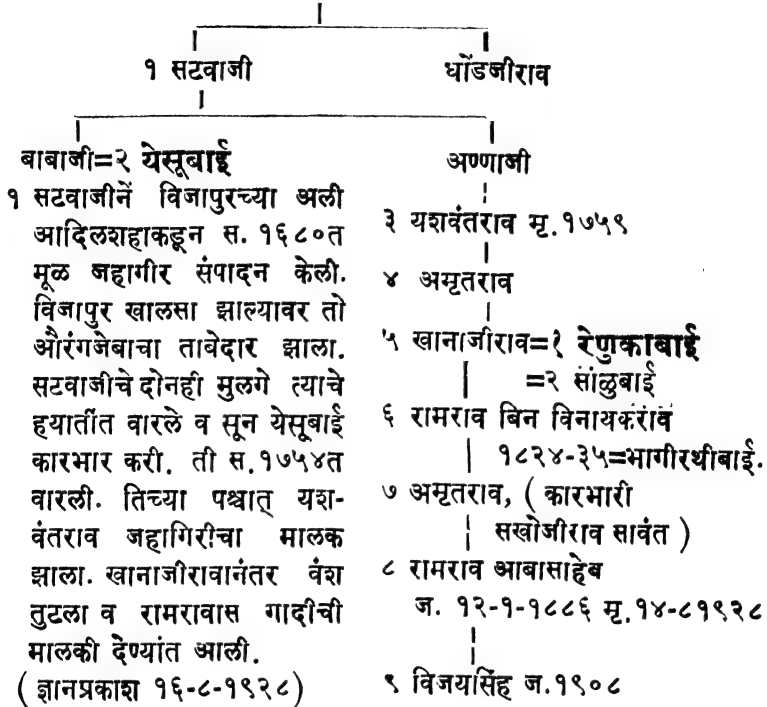 १ सटवाजी
धोंडजीराव
बाबाजी=२ येसूबाई
अण्णाजी
१ सटवाजीनें विजापुरच्या अली
आदिलशहाकडून स. १६८०त
मूळ जहागीर संपादन केली.
विजापुर खालसा झाल्यावर तो
औरंगजेबाचा ताबेदार झाला.
सटवाजीचे दोनही मुलगे त्याचे
हयातींत वारले व सून येसूबाई
कारभार करी. ती स.१७५४त
वारली. तिच्या पश्चात् यश-
वंतराव जहागिरीचा मालक
झाला. खानाजीरावानंतर वंश
तुटला व रामरावास गादीची
मालकी देण्यांत आली.
(ज्ञानप्रकाश १६-८-१९२८)
३ यशवंतराव मृ.१७५९
४ अमृतराव
५ खानाजीराव=१ रेणुकाबाई
=२ सांळुबाई
६ रामराव बिन विनायकराव
१८२४-३५=भागीरथीबाई.
७ अमृतराव, ( कारभारी
सखोजीराव सावंत )
८ रामराव आबासाहेब
ज. १२-१-१८८६ मृ.१४-८१९२८
९ विजयसिंह ज.१९०८